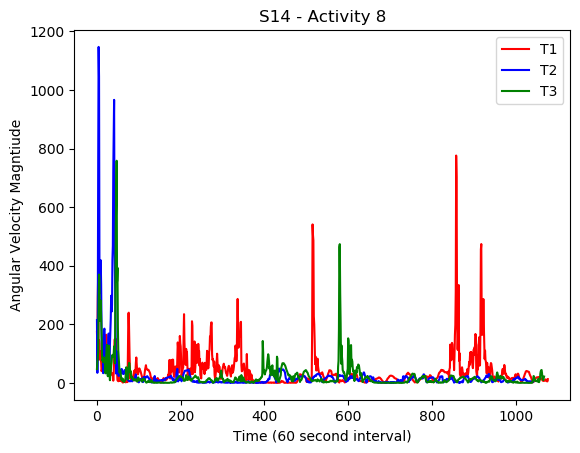 S14 - Activity 8
1200
1000
800
600
400
200
0
Angular Velocity Magntiude
T1
T2
T3
0 200 400 600 800 1000
Time (60 second interval)